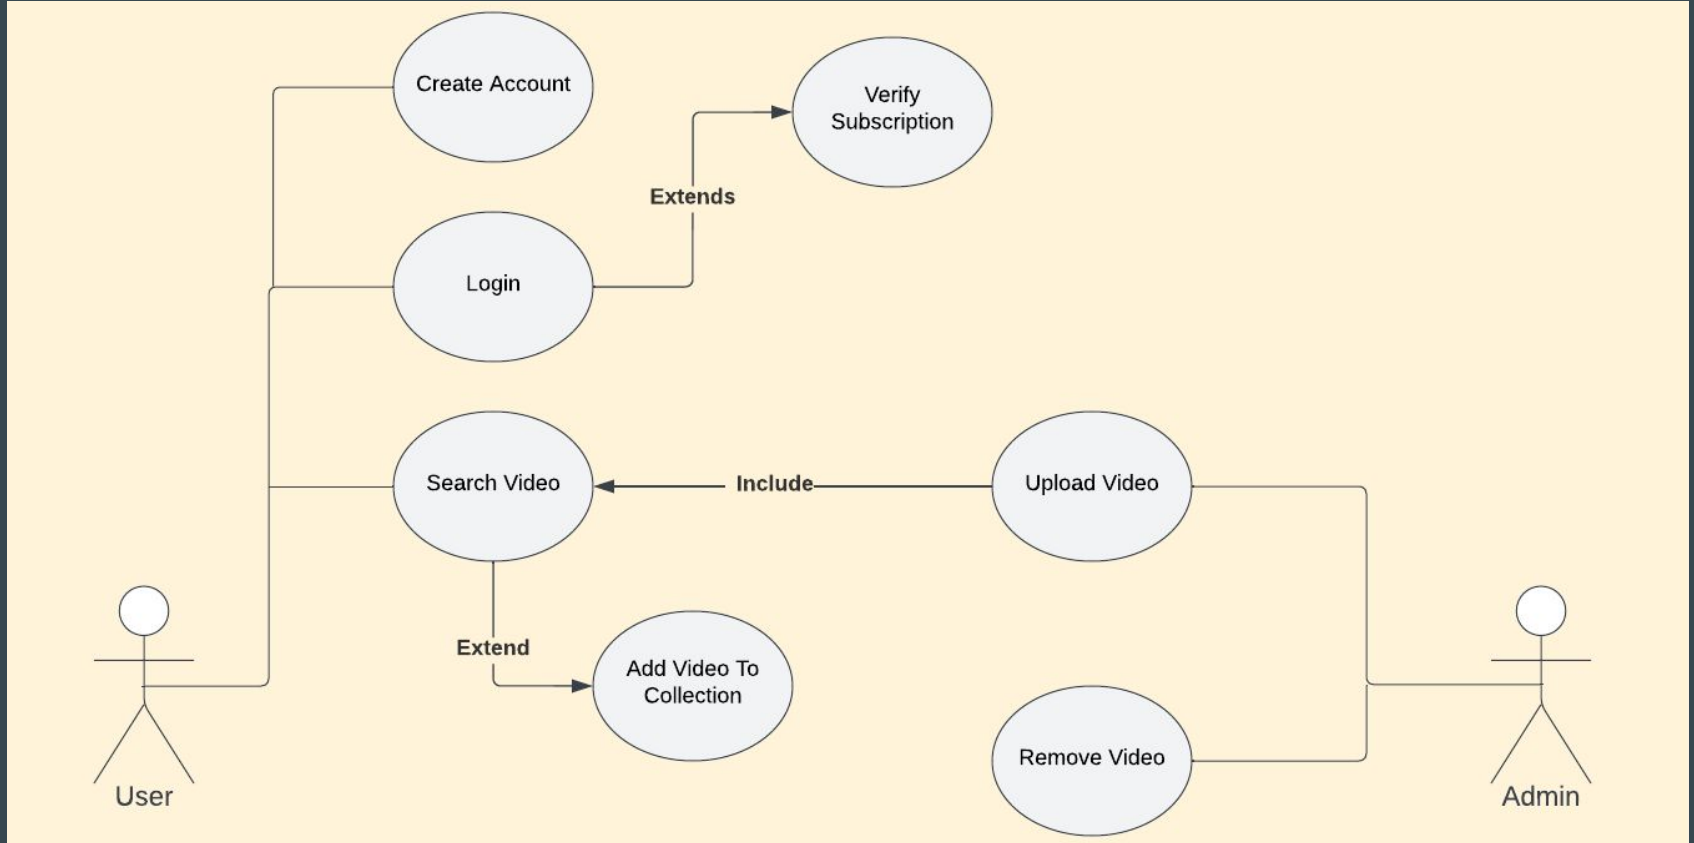 Create Account
Verify
Subscription
Extends
Login
Search Video
Include
Upload Video
Extend
Add Video To
Collection
Remove Video
User
Admin